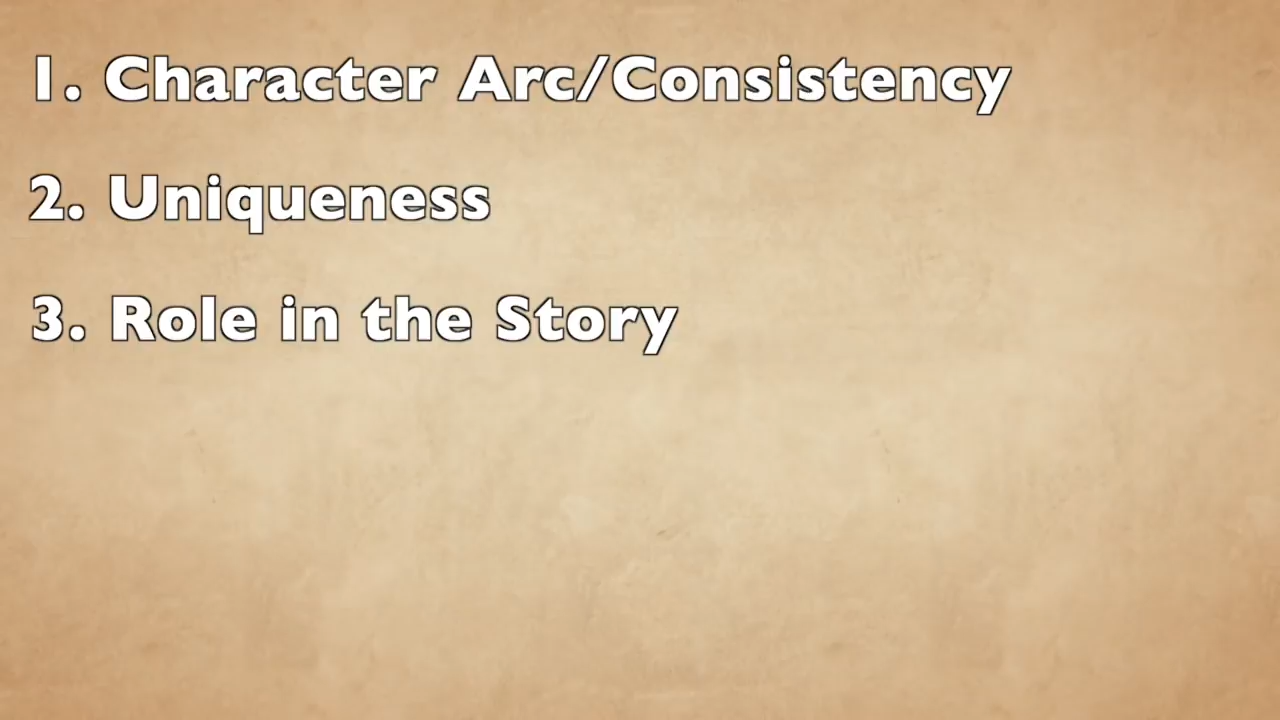 1. Character Arc/Consistency
2. Uniqueness
3. Role in the Story